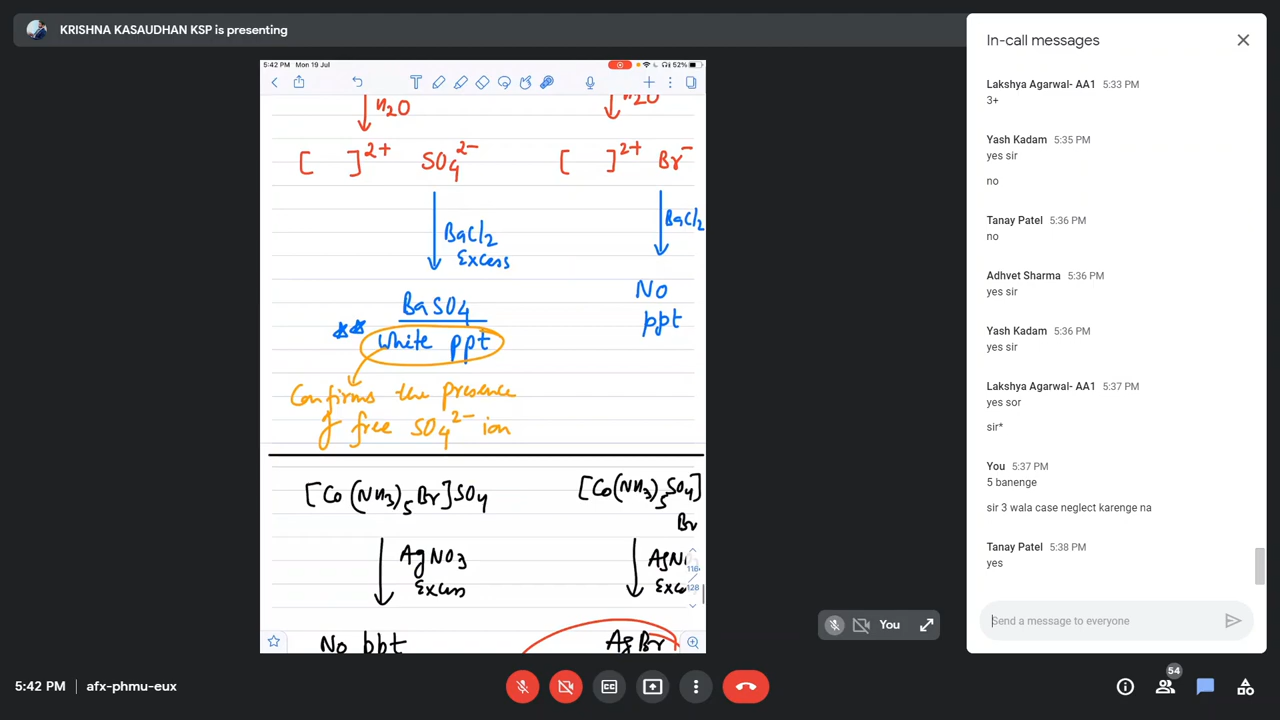 KRISHNA KASAUDHAN KSP is presenting
5:42 PM Mon 19 Jul
52%
H2O
H2O
[ ]2+ SO4 2-
[ ]2+ Br-
BaCl2
Excess
BaCl2
BaSO4
White ppt
No
ppt
Confirms the presence
of free SO4 2- ion
[Co(NH3)5Br]SO4
[Co(NH3)5SO4]
Br
AgNO3
Excess
AgN
Exce
No ppt
AgBr
116
128
In-call messages
Lakshya Agarwal- AA1 5:33 PM
3+
Yash Kadam 5:35 PM
yes sir
no
Tanay Patel 5:36 PM
no
Adhvet Sharma 5:36 PM
yes sir
Yash Kadam 5:36 PM
yes sir
Lakshya Agarwal- AA1 5:37 PM
yes sor
sir*
You 5:37 PM
5 banenge
sir 3 wala case neglect karenge na
Tanay Patel 5:38 PM
yes
Send a message to everyone
You
5:42 PM afx-phmu-eux
CC
54